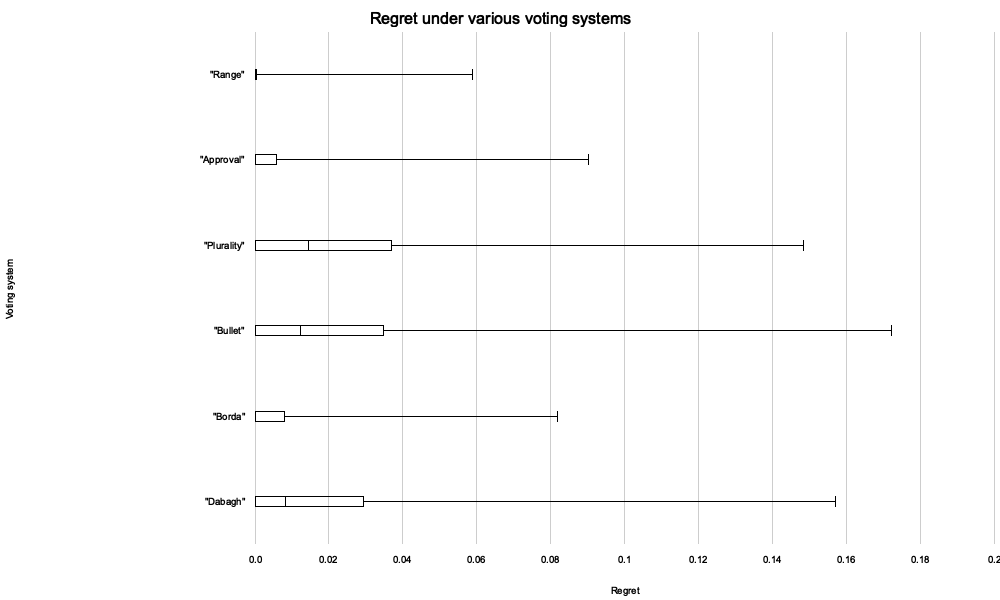 Regret under various voting systems
"Range"
"Approval"
"Plurality"
"Bullet"
"Borda"
"Dabagh"
Voting system
0.0 0.02 0.04 0.06 0.08 0.1 0.12 0.14 0.16 0.18 0.2
Regret